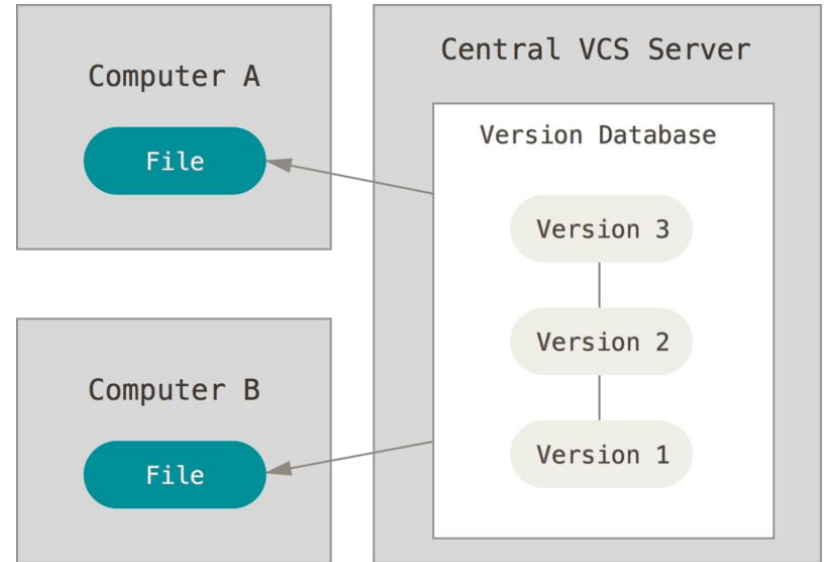 Computer A
File
Computer B
File
Central VCS Server
Version Database
Version 3
Version 2
Version 1